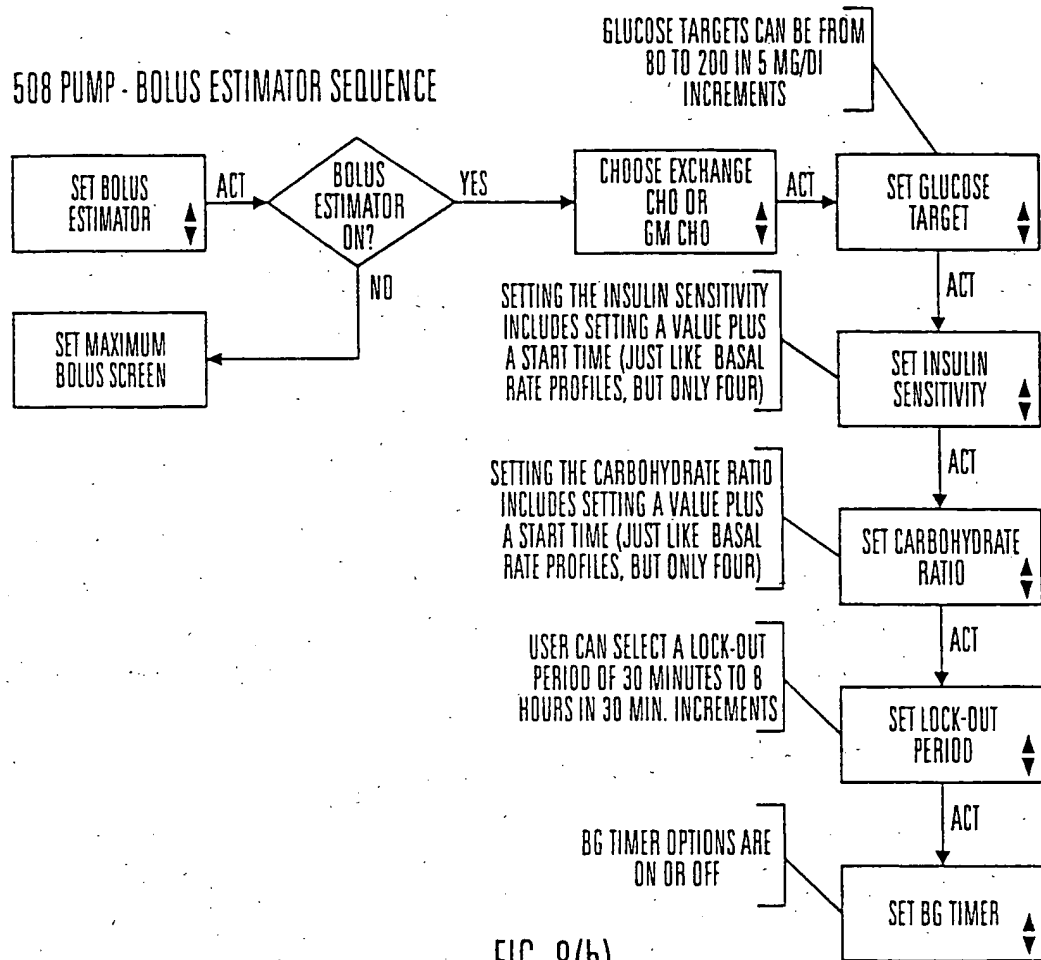 GLUCOSE TARGETS CAN BE FROM
80 TO 200 IN 5 MG/DI
INCREMENTS
508 PUMP - BOLUS ESTIMATOR SEQUENCE
SET BOLUS
ESTIMATOR
ACT
BOLUS
ESTIMATOR
ON?
YES
CHOOSE EXCHANGE
CHO OR
GM CHO
ACT
SET GLUCOSE
TARGET
NO
ACT
SET MAXIMUM
BOLUS SCREEN
SETTING THE INSULIN SENSITIVITY
INCLUDES SETTING A VALUE PLUS
A START TIME (JUST LIKE BASAL
RATE PROFILES, BUT ONLY FOUR)
SET INSULIN
SENSITIVITY
ACT
SETTING THE CARBOHYDRATE RATIO
INCLUDES SETTING A VALUE PLUS
A START TIME (JUST LIKE BASAL
RATE PROFILES, BUT ONLY FOUR)
SET CARBOHYDRATE
RATIO
ACT
USER CAN SELECT A LOCK-OUT
PERIOD OF 30 MINUTES TO 8
HOURS IN 30 MIN. INCREMENTS
SET LOCK-OUT
PERIOD
ACT
BG TIMER OPTIONS ARE
ON OR OFF
SET BG TIMER